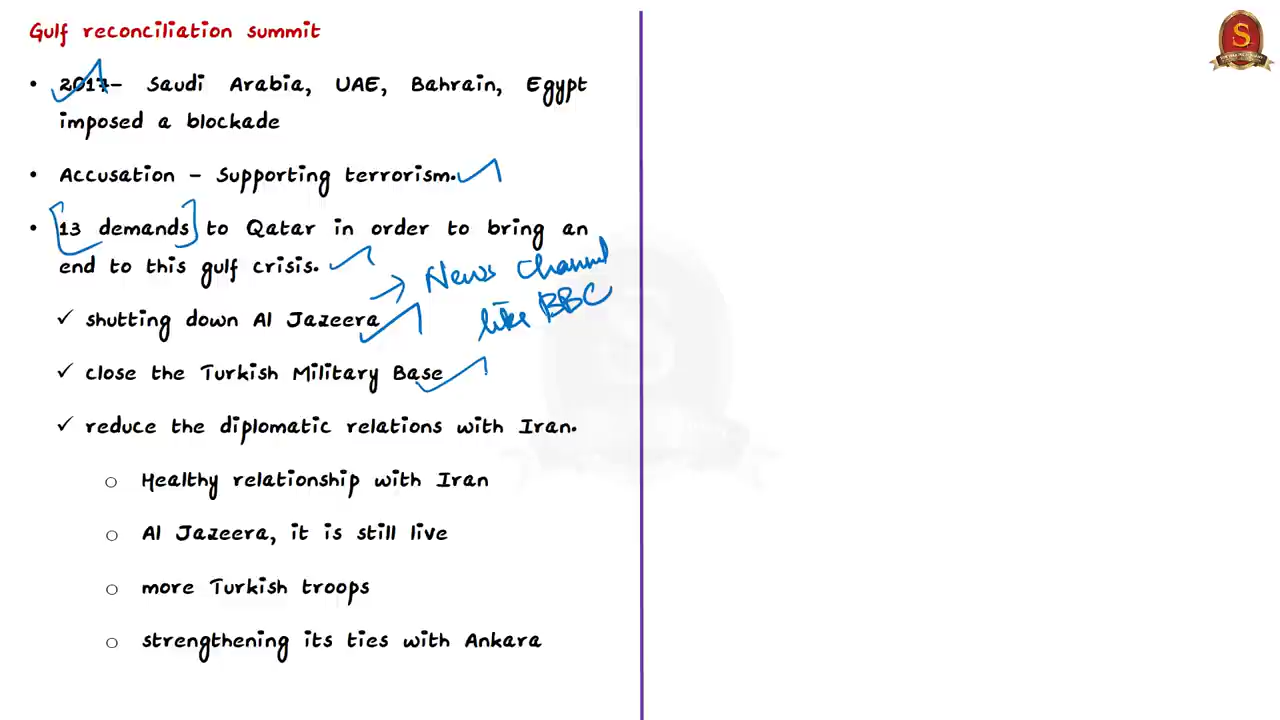 Gulf reconciliation summit
• 2017- Saudi Arabia, UAE, Bahrain, Egypt
imposed a blockade
• Accusation - Supporting terrorism.
• [13 demands] to Qatar in order to bring an
end to this gulf crisis.
→ News channel
like BBC
✓ shutting down Al Jazeera
✓ close the Turkish Military Base
✓ reduce the diplomatic relations with Iran.
○ Healthy relationship with Iran
○ Al Jazeera, it is still live
○ more Turkish troops
○ strengthening its ties with Ankara
S